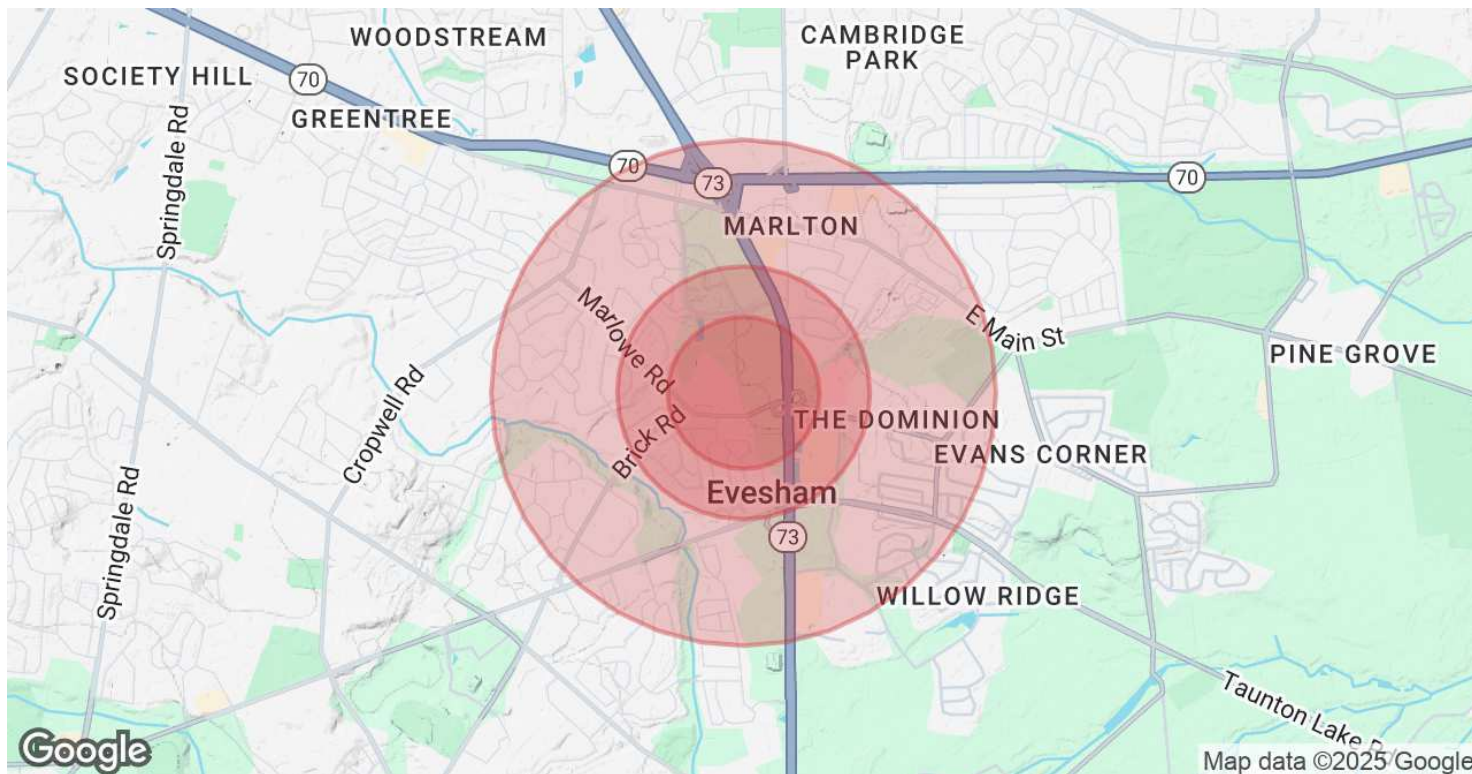 WOODSTREAM
CAMBRIDGE
PARK
SOCIETY HILL
70
GREENTREE
Springdale Rd
70
73
70
MARLTON
Marlowe Rd
E Main St
PINE GROVE
Cropwell Rd
Brick Rd
THE DOMINION
EVANS CORNER
Evesham
73
Springdale Rd
WILLOW RIDGE
Taunton Lake Rd
Google
Map data ©2025 Google